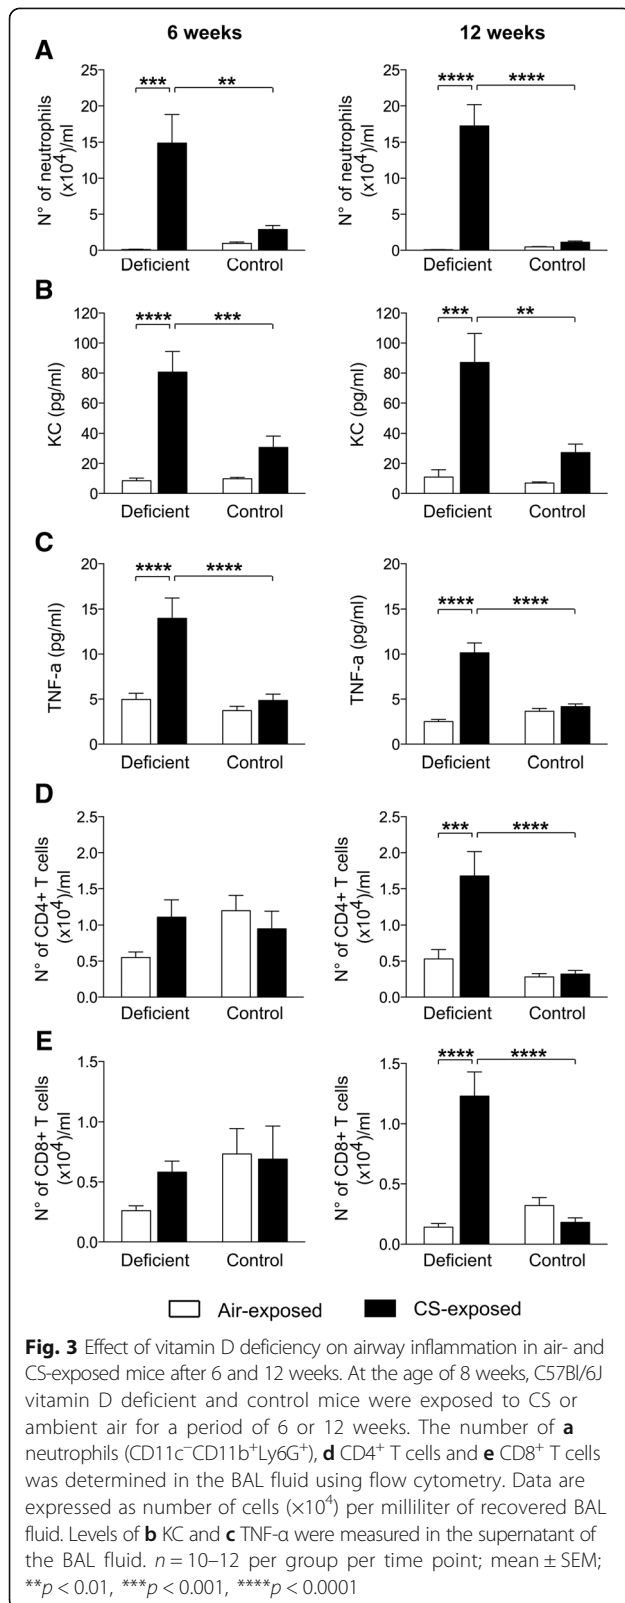 6 weeks
12 weeks
A
N° of neutrophils
(x10⁴)/ml
25
20
15
10
5
0
***
**
Deficient
Control
N° of neutrophils
(x10⁴)/ml
25
20
15
10
5
0
****
****
Deficient
Control
B
KC (pg/ml)
120
100
80
60
40
20
0
****
***
Deficient
Control
KC (pg/ml)
120
100
80
60
40
20
0
***
**
Deficient
Control
C
TNF-a (pg/ml)
20
15
10
5
0
****
****
Deficient
Control
TNF-a (pg/ml)
20
15
10
5
0
****
****
Deficient
Control
D
N° of CD4+ T cells
(x10⁴)/ml
2.5
2.0
1.5
1.0
0.5
0.0
Deficient
Control
N° of CD4+ T cells
(x10⁴)/ml
2.5
2.0
1.5
1.0
0.5
0.0
***
****
Deficient
Control
E
N° of CD8+ T cells
(x10⁴)/ml
1.5
1.0
0.5
0.0
Deficient
Control
N° of CD8+ T cells
(x10⁴)/ml
1.5
1.0
0.5
0.0
****
****
Deficient
Control
Air-exposed
CS-exposed
Fig. 3 Effect of vitamin D deficiency on airway inflammation in air- and
CS-exposed mice after 6 and 12 weeks. At the age of 8 weeks, C57Bl/6J
vitamin D deficient and control mice were exposed to CS or
ambient air for a period of 6 or 12 weeks. The number of a
neutrophils (CD11c⁻CD11b⁺Ly6G⁺), d CD4⁺ T cells and e CD8⁺ T cells
was determined in the BAL fluid using flow cytometry. Data are
expressed as number of cells (×10⁴) per milliliter of recovered BAL
fluid. Levels of b KC and c TNF-α were measured in the supernatant of
the BAL fluid. n = 10–12 per group per time point; mean ± SEM;
**p < 0.01, ***p < 0.001, ****p < 0.0001